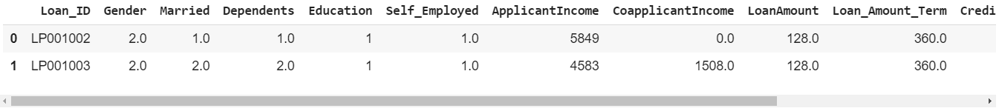 Loan_ID Gender Married Dependents Education Self_Employed ApplicantIncome CoapplicantIncome LoanAmount Loan_Amount_Term Credi
0 LP001002 2.0 1.0 1.0 1 1.0 5849 0.0 128.0 360.0
1 LP001003 2.0 2.0 2.0 1 1.0 4583 1508.0 128.0 360.0